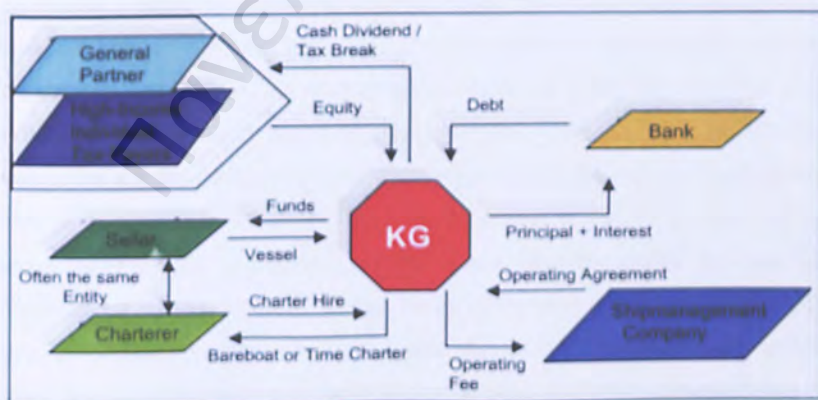 Cash Dividend /
Tax Break
General
Partner
Equity
Debt
Bank
Funds
KG
Principal + Interest
Seller
Vessel
Often the same
Entity
Operating Agreement
Charter Hire
Shipmanagement
Company
Charterer
Bareboat or Time Charter
Operating
Fee